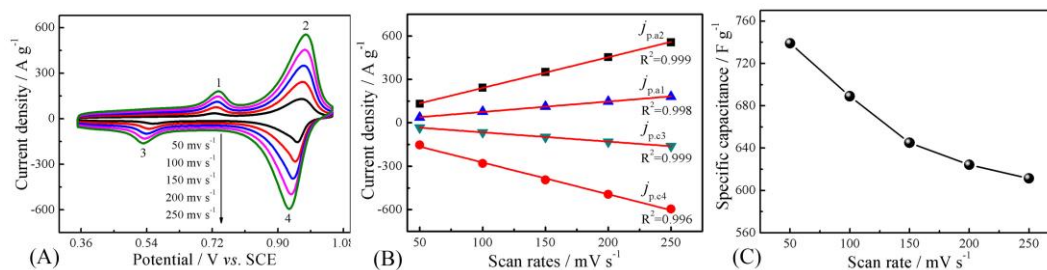 600
300
0
-300
-600
Current density / A g⁻¹
1
2
3
4
50 mv s⁻¹
100 mv s⁻¹
150 mv s⁻¹
200 mv s⁻¹
250 mv s⁻¹
0.36
0.54
0.72
0.90
1.08
Potential / V vs. SCE
(A)
600
300
0
-300
-600
Current density / A g⁻¹
j p.a2
R²=0.999
j p.a1
R²=0.998
j p.c3
R²=0.999
j p.c4
R²=0.996
50
100
150
200
250
Scan rates / mV s⁻¹
(B)
760
720
680
640
600
560
Specific capacitance / F g⁻¹
50
100
150
200
250
Scan rate / mV s⁻¹
(C)